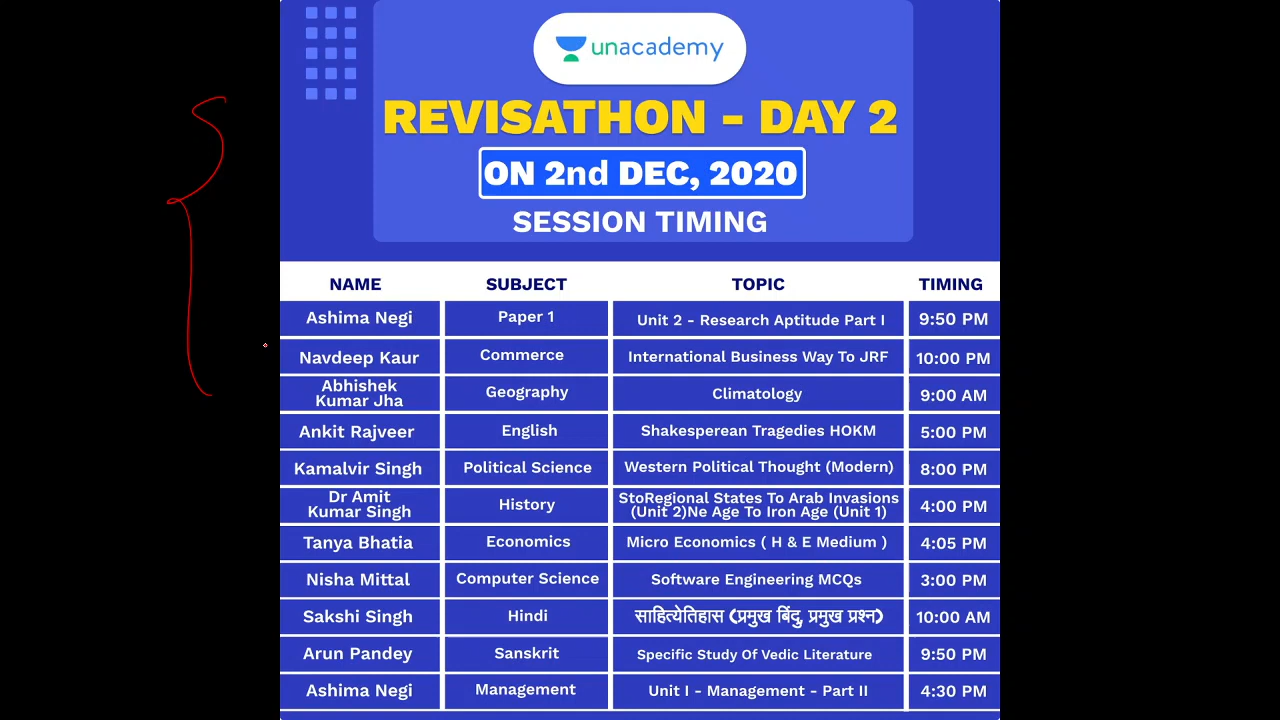 unacademy
REVISATHON - DAY 2
ON 2nd DEC, 2020
SESSION TIMING
NAME SUBJECT TOPIC TIMING
Ashima Negi Paper 1 Unit 2 - Research Aptitude Part I 9:50 PM
Navdeep Kaur Commerce International Business Way To JRF 10:00 PM
Abhishek
Kumar Jha Geography Climatology 9:00 AM
Ankit Rajveer English Shakesperean Tragedies HOKM 5:00 PM
Kamalvir Singh Political Science Western Political Thought (Modern) 8:00 PM
Dr Amit
Kumar Singh History StoRegional States To Arab Invasions
(Unit 2)Ne Age To Iron Age (Unit 1) 4:00 PM
Tanya Bhatia Economics Micro Economics ( H & E Medium ) 4:05 PM
Nisha Mittal Computer Science Software Engineering MCQs 3:00 PM
Sakshi Singh Hindi साहित्येतिहास (प्रमुख बिंदु, प्रमुख प्रश्न) 10:00 AM
Arun Pandey Sanskrit Specific Study Of Vedic Literature 9:50 PM
Ashima Negi Management Unit I - Management - Part II 4:30 PM